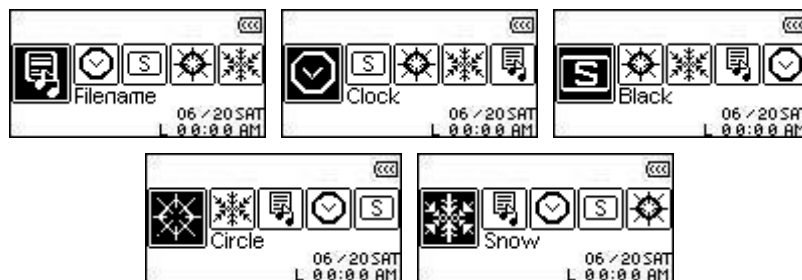 Filename
06/20 SAT
L 00:00 AM
S
Clock
06/20 SAT
L 00:00 AM
S
Black
06/20 SAT
L 00:00 AM
S
Circle
06/20 SAT
L 00:00 AM
S
Snow
06/20 SAT
L 00:00 AM